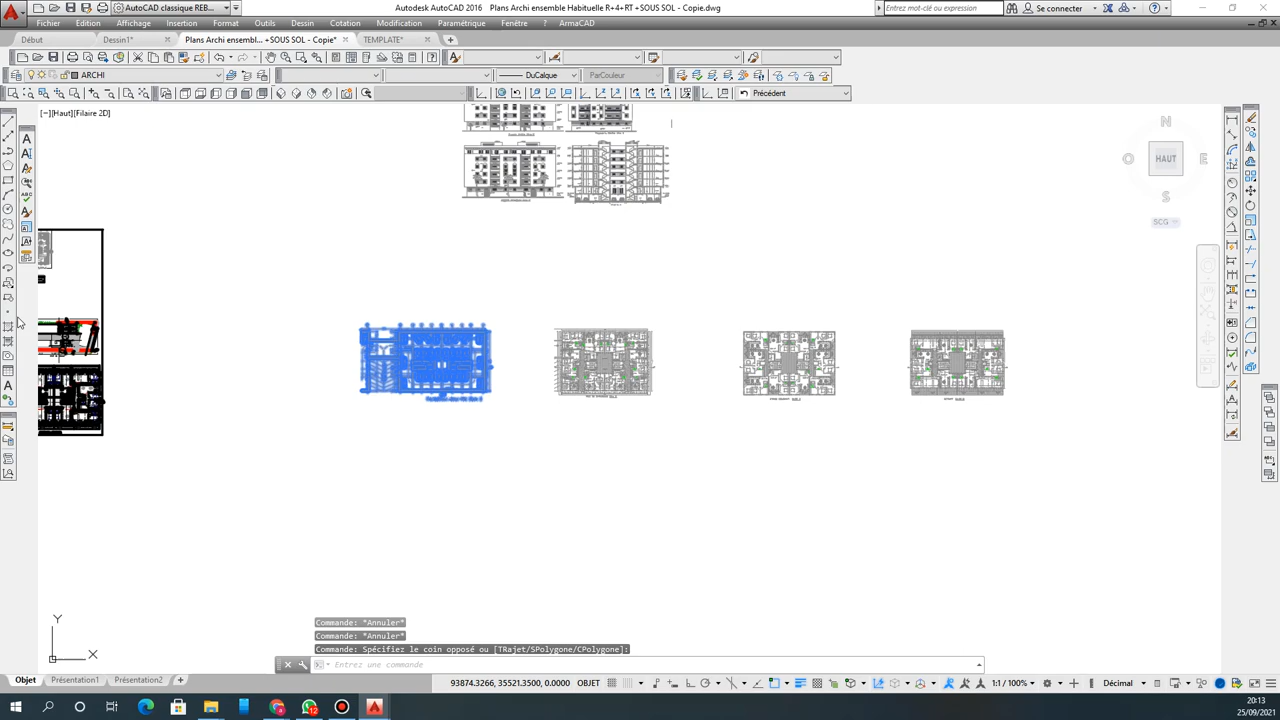 AutoCAD classique REB... Autodesk AutoCAD 2016 Plans Archi ensemble Habituelle R+4+RT +SOUS SOL - Copie.dwg Entrez mot-clé ou expression Se connecter
Fichier Edition Affichage Insertion Format Outils Dessin Cotation Modification Paramétrique Fenêtre ? ArmaCAD
Début Dessin1* Plans Archi ensembl... +SOUS SOL - Copie* TEMPLATE*
ARCHI DuCalque ParCouleur
Précédent
[−][Haut][Filaire 2D]
N
O HAUT E
S
SCG
Y
X
Commande: *Annuler*
Commande: *Annuler*
Commande: Spécifiez le coin opposé ou [TRajet/SPolygone/CPolygone]:
Entrez une commande
Objet Présentation1 Présentation2 93874.3266, 35521.3500, 0.0000 OBJET 1:1 / 100% Décimal
20:13
25/09/2021